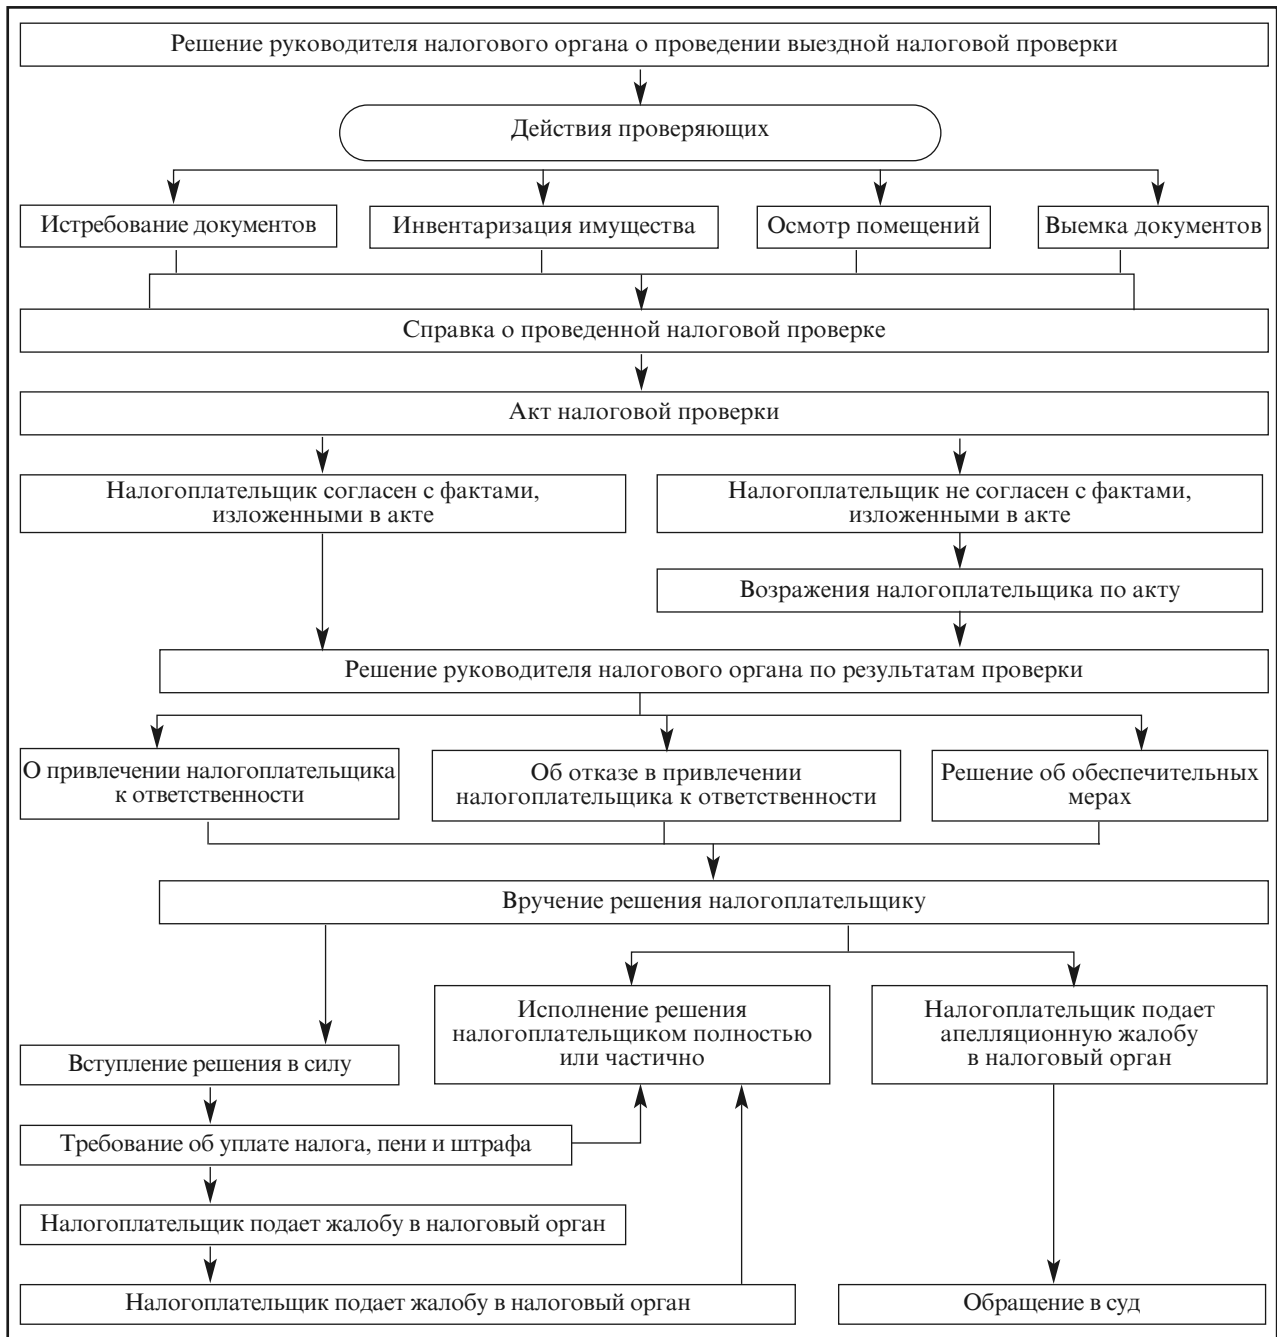 Решение руководителя налогового органа о проведении выездной налоговой проверки
Действия проверяющих
Истребование документов
Инвентаризация имущества
Осмотр помещений
Выемка документов
Справка о проведенной налоговой проверке
Акт налоговой проверки
Налогоплательщик согласен с фактами,
изложенными в акте
Налогоплательщик не согласен с фактами,
изложенными в акте
Возражения налогоплательщика по акту
Решение руководителя налогового органа по результатам проверки
О привлечении налогоплательщика
к ответственности
Об отказе в привлечении
налогоплательщика к ответственности
Решение об обеспечительных
мерах
Вручение решения налогоплательщику
Исполнение решения
налогоплательщиком полностью
или частично
Налогоплательщик подает
апелляционную жалобу
в налоговый орган
Вступление решения в силу
Требование об уплате налога, пени и штрафа
Налогоплательщик подает жалобу в налоговый орган
Налогоплательщик подает жалобу в налоговый орган
Обращение в суд